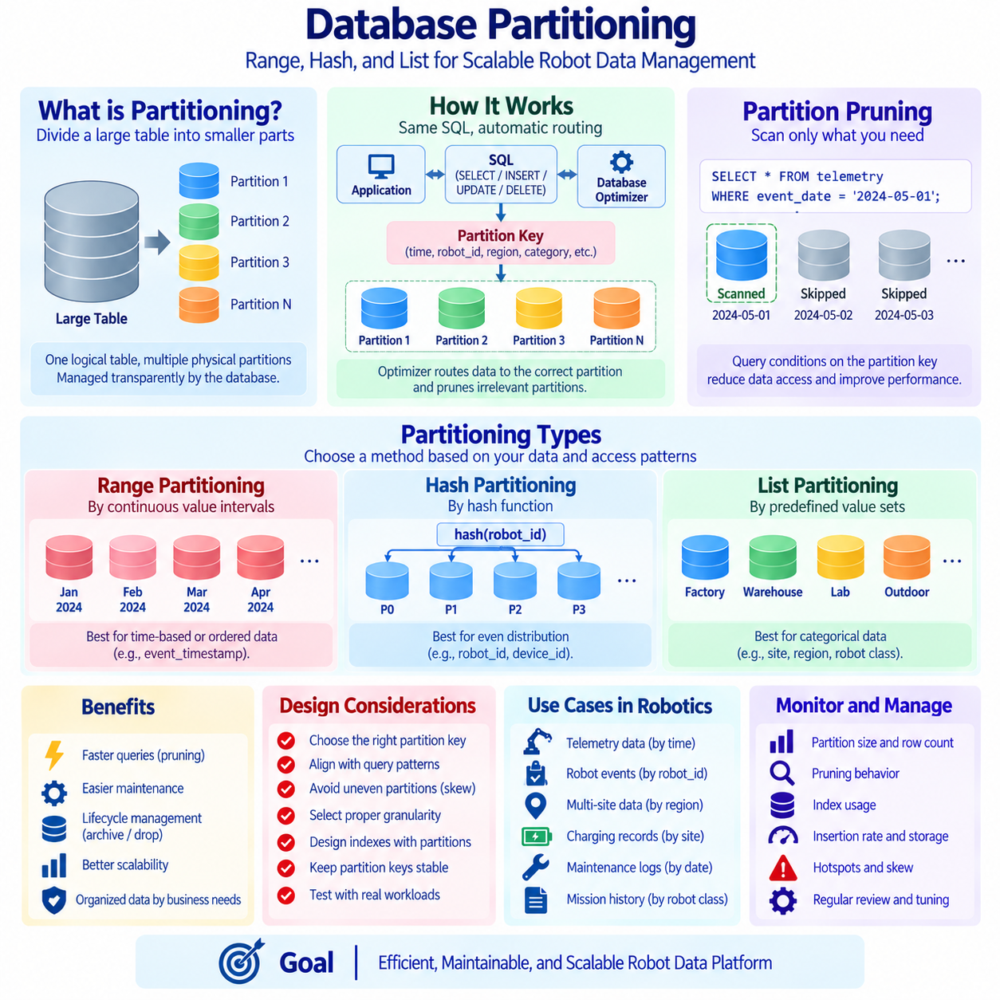 Database Partitioning
Range, Hash, and List for Scalable Robot Data Management
What is Partitioning?
Divide a large table into smaller parts
Large Table
Partition 1
Partition 2
Partition 3
Partition N
One logical table, multiple physical partitions
Managed transparently by the database.
How It Works
Same SQL, automatic routing
Application
SQL
(SELECT / INSERT /
UPDATE / DELETE)
Database
Optimizer
Partition Key
(time, robot_id, region, category, etc.)
Partition 1
Partition 2
Partition 3
Partition N
Optimizer routes data to the correct partition
and prunes irrelevant partitions.
Partition Pruning
Scan only what you need
SELECT * FROM telemetry
WHERE event_date = '2024-05-01';
Scanned
Skipped
Skipped
...
2024-05-01
2024-05-02
2024-05-03
Query conditions on the partition key
reduce data access and improve performance.
Partitioning Types
Choose a method based on your data and access patterns
Range Partitioning
By continuous value intervals
Jan
2024
Feb
2024
Mar
2024
Apr
2024
...
Best for time-based or ordered data
(e.g., event_timestamp).
Hash Partitioning
By hash function
hash(robot_id)
P0
P1
P2
P3
...
Best for even distribution
(e.g., robot_id, device_id).
List Partitioning
By predefined value sets
Factory
Warehouse
Lab
Outdoor
...
Best for categorical data
(e.g., site, region, robot class).
Benefits
Faster queries (pruning)
Easier maintenance
Lifecycle management
(archive / drop)
Better scalability
Organized data by business needs
Design Considerations
Choose the right partition key
Align with query patterns
Avoid uneven partitions (skew)
Select proper granularity
Design indexes with partitions
Keep partition keys stable
Test with real workloads
Use Cases in Robotics
Telemetry data (by time)
Robot events (by robot_id)
Multi-site data (by region)
Charging records (by site)
Maintenance logs (by date)
Mission history (by robot class)
Monitor and Manage
Partition size and row count
Pruning behavior
Index usage
Insertion rate and storage
Hotspots and skew
Regular review and tuning
Goal
Efficient, Maintainable, and Scalable Robot Data Platform